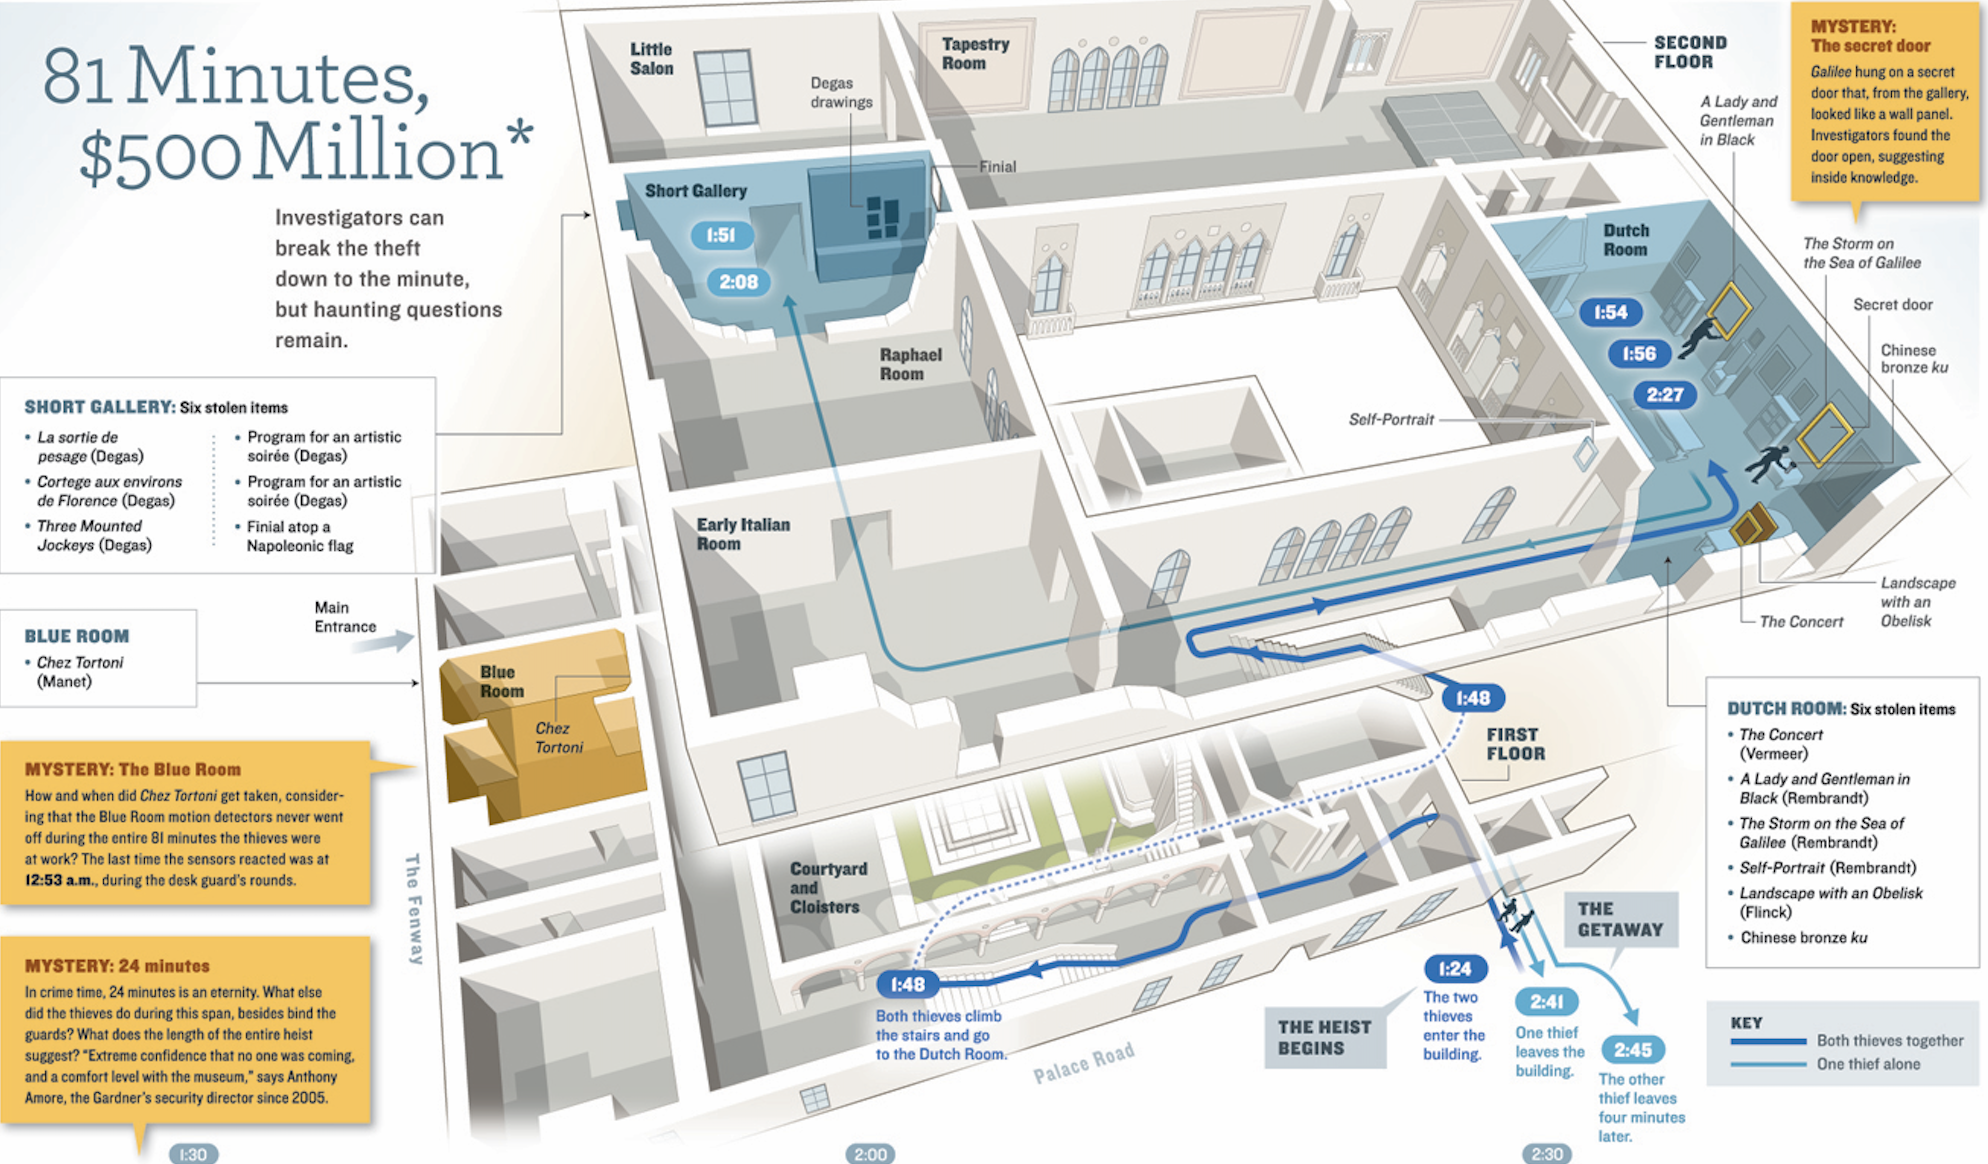 81 Minutes,
$500 Million*
Investigators can
break the theft
down to the minute,
but haunting questions
remain.
SHORT GALLERY: Six stolen items
• La sortie de
pesage (Degas)
• Cortege aux environs
de Florence (Degas)
• Three Mounted
Jockeys (Degas)
• Program for an artistic
soirée (Degas)
• Program for an artistic
soirée (Degas)
• Finial atop a
Napoleonic flag
BLUE ROOM
• Chez Tortoni
(Manet)
Main
Entrance
MYSTERY: The Blue Room
How and when did Chez Tortoni get taken, consider-
ing that the Blue Room motion detectors never went
off during the entire 81 minutes the thieves were
at work? The last time the sensors reacted was at
12:53 a.m., during the desk guard's rounds.
MYSTERY: 24 minutes
In crime time, 24 minutes is an eternity. What else
did the thieves do during this span, besides bind the
guards? What does the length of the entire heist
suggest? "Extreme confidence that no one was coming,
and a comfort level with the museum," says Anthony
Amore, the Gardner's security director since 2005.
The Fenway
Little
Salon
Tapestry
Room
Degas
drawings
Finial
Short Gallery
1:51
2:08
Raphael
Room
Early Italian
Room
Blue
Room
Chez
Tortoni
SECOND
FLOOR
MYSTERY:
The secret door
Galilee hung on a secret
door that, from the gallery,
looked like a wall panel.
Investigators found the
door open, suggesting
inside knowledge.
A Lady and
Gentleman
in Black
Dutch
Room
The Storm on
the Sea of Galilee
Secret door
Chinese
bronze ku
1:54
1:56
2:27
Self-Portrait
Landscape
with an
Obelisk
The Concert
1:48
FIRST
FLOOR
DUTCH ROOM: Six stolen items
• The Concert
(Vermeer)
• A Lady and Gentleman in
Black (Rembrandt)
• The Storm on the Sea of
Galilee (Rembrandt)
• Self-Portrait (Rembrandt)
• Landscape with an Obelisk
(Flinck)
• Chinese bronze ku
Courtyard
and
Cloisters
1:48
Both thieves climb
the stairs and go
to the Dutch Room.
Palace Road
THE HEIST
BEGINS
1:24
The two
thieves
enter the
building.
THE
GETAWAY
2:41
One thief
leaves the
building.
2:45
The other
thief leaves
four minutes
later.
KEY
Both thieves together
One thief alone
1:30
2:00
2:30